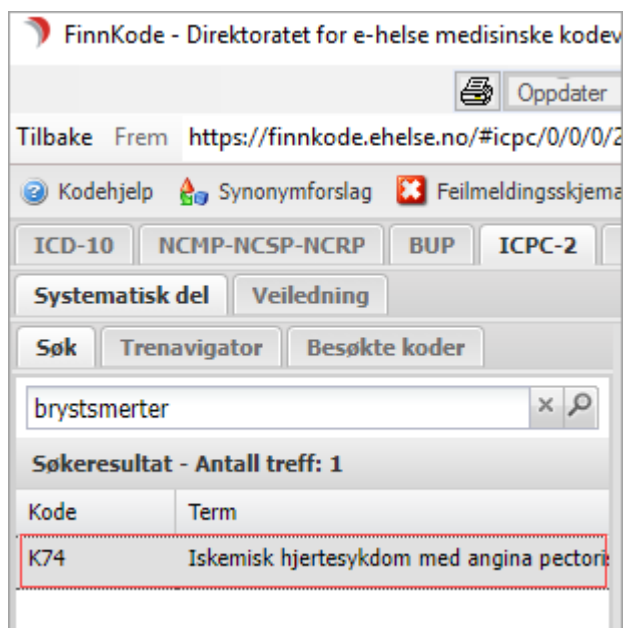 FinnKode - Direktoratet for e-helse medisinske kodev
Oppdater
Tilbake Frem https://finnkode.ehelse.no/#icpc/0/0/0/2
Kodehjelp Synonymforslag Feilmeldingsskjema
ICD-10 NCMP-NCSP-NCRP BUP ICPC-2
Systematisk del Veiledning
Søk Trenavigator Besøkte koder
brystsmerter
Søkeresultat - Antall treff: 1
Kode Term
K74 Iskemisk hjertesykdom med angina pectoris